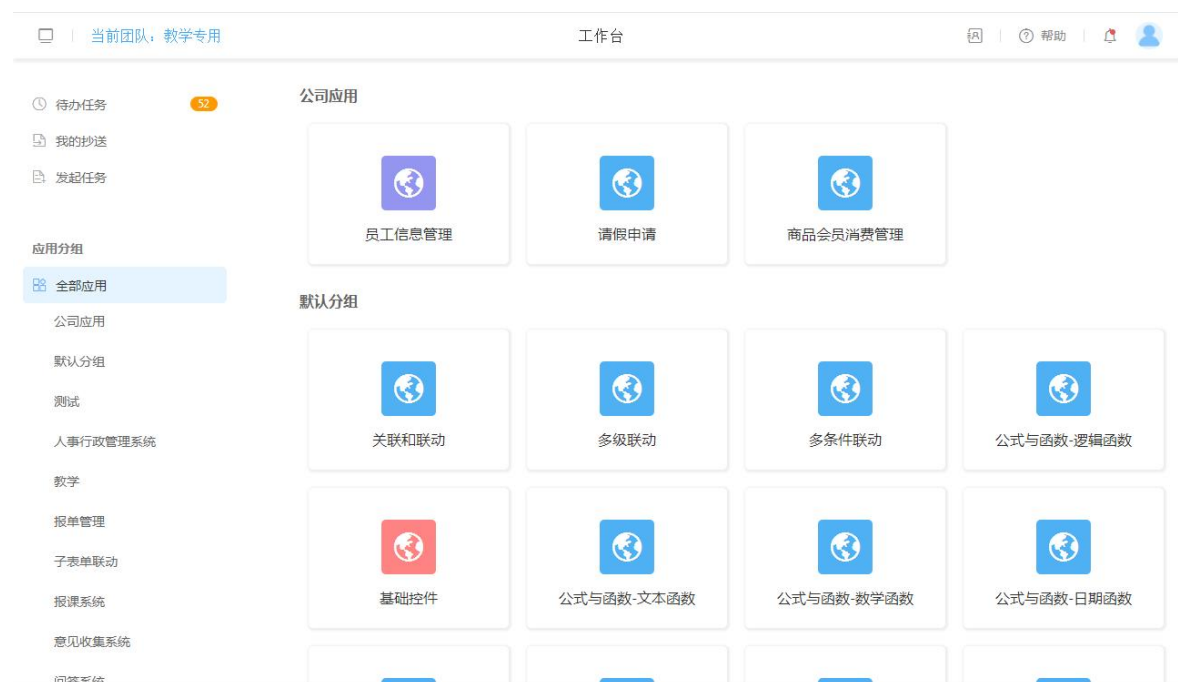 当前团队：教学专用
工作台
帮助
待办任务 52
我的抄送
发起任务
应用分组
全部应用
公司应用
默认分组
测试
人事行政管理系统
教学
报单管理
子表单联动
报课系统
意见收集系统
问答系统
公司应用
员工信息管理
请假申请
商品会员消费管理
默认分组
关联和联动
多级联动
多条件联动
公式与函数-逻辑函数
基础控件
公式与函数-文本函数
公式与函数-数学函数
公式与函数-日期函数